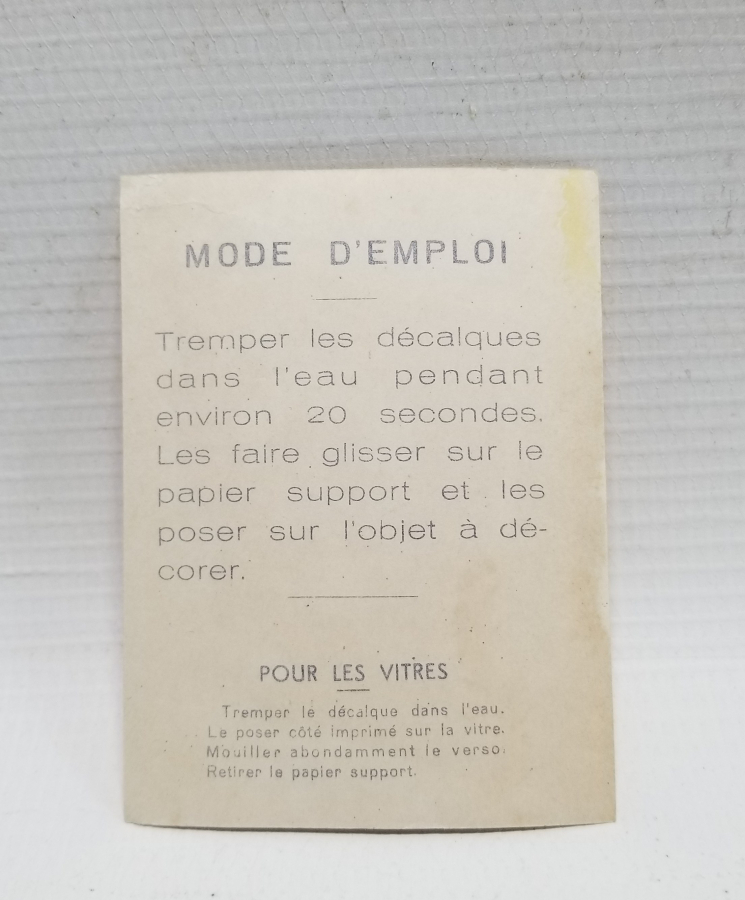 MODE D'EMPLOI
Tremper les décalques
dans l'eau pendant
environ 20 secondes.
Les faire glisser sur le
papier support et les
poser sur l'objet à dé-
corer.
POUR LES VITRES
Tremper le décalque dans l'eau.
Le poser côté imprimé sur la vitre.
Mouiller abondamment le verso.
Retirer le papier support.